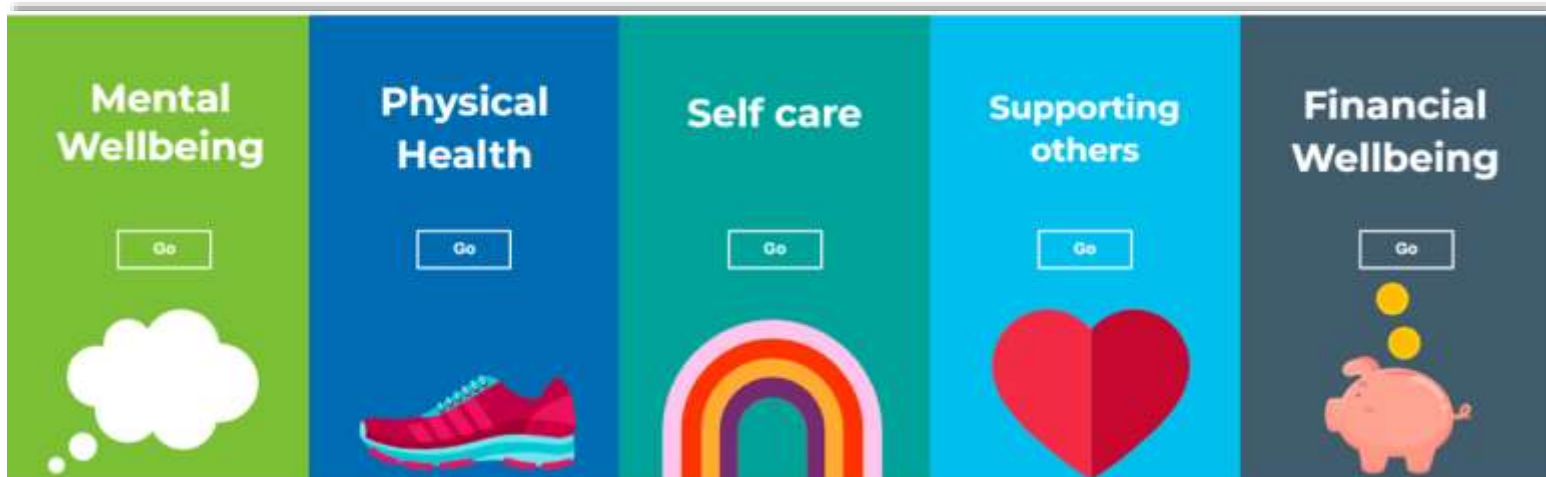 Mental
Wellbeing
Go
Physical
Health
Go
Self care
Go
Supporting
others
Go
Financial
Wellbeing
Go